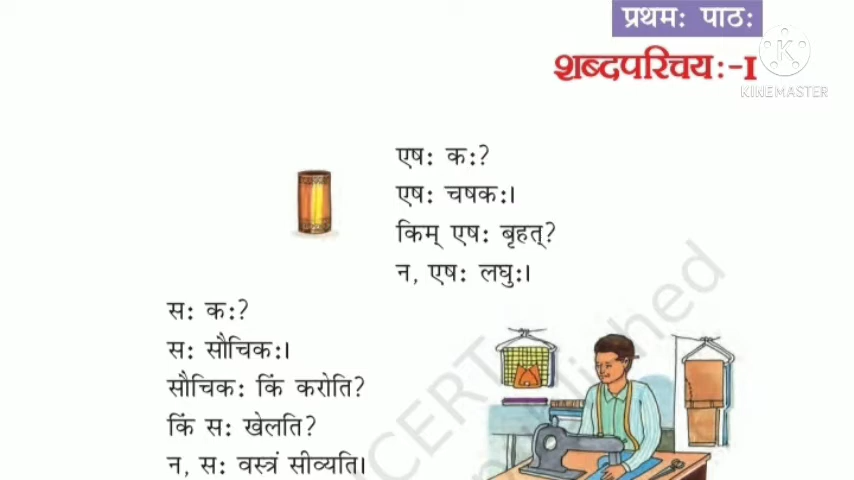 प्रथमः पाठः
शब्दपरिचयः-I
KINEMASTER
एषः कः?
एषः चषकः।
किम् एषः बृहत्?
न, एषः लघुः।
सः कः?
सः सौचिकः।
सौचिकः किं करोति?
किं सः खेलति?
न, सः वस्त्रं सीव्यति।